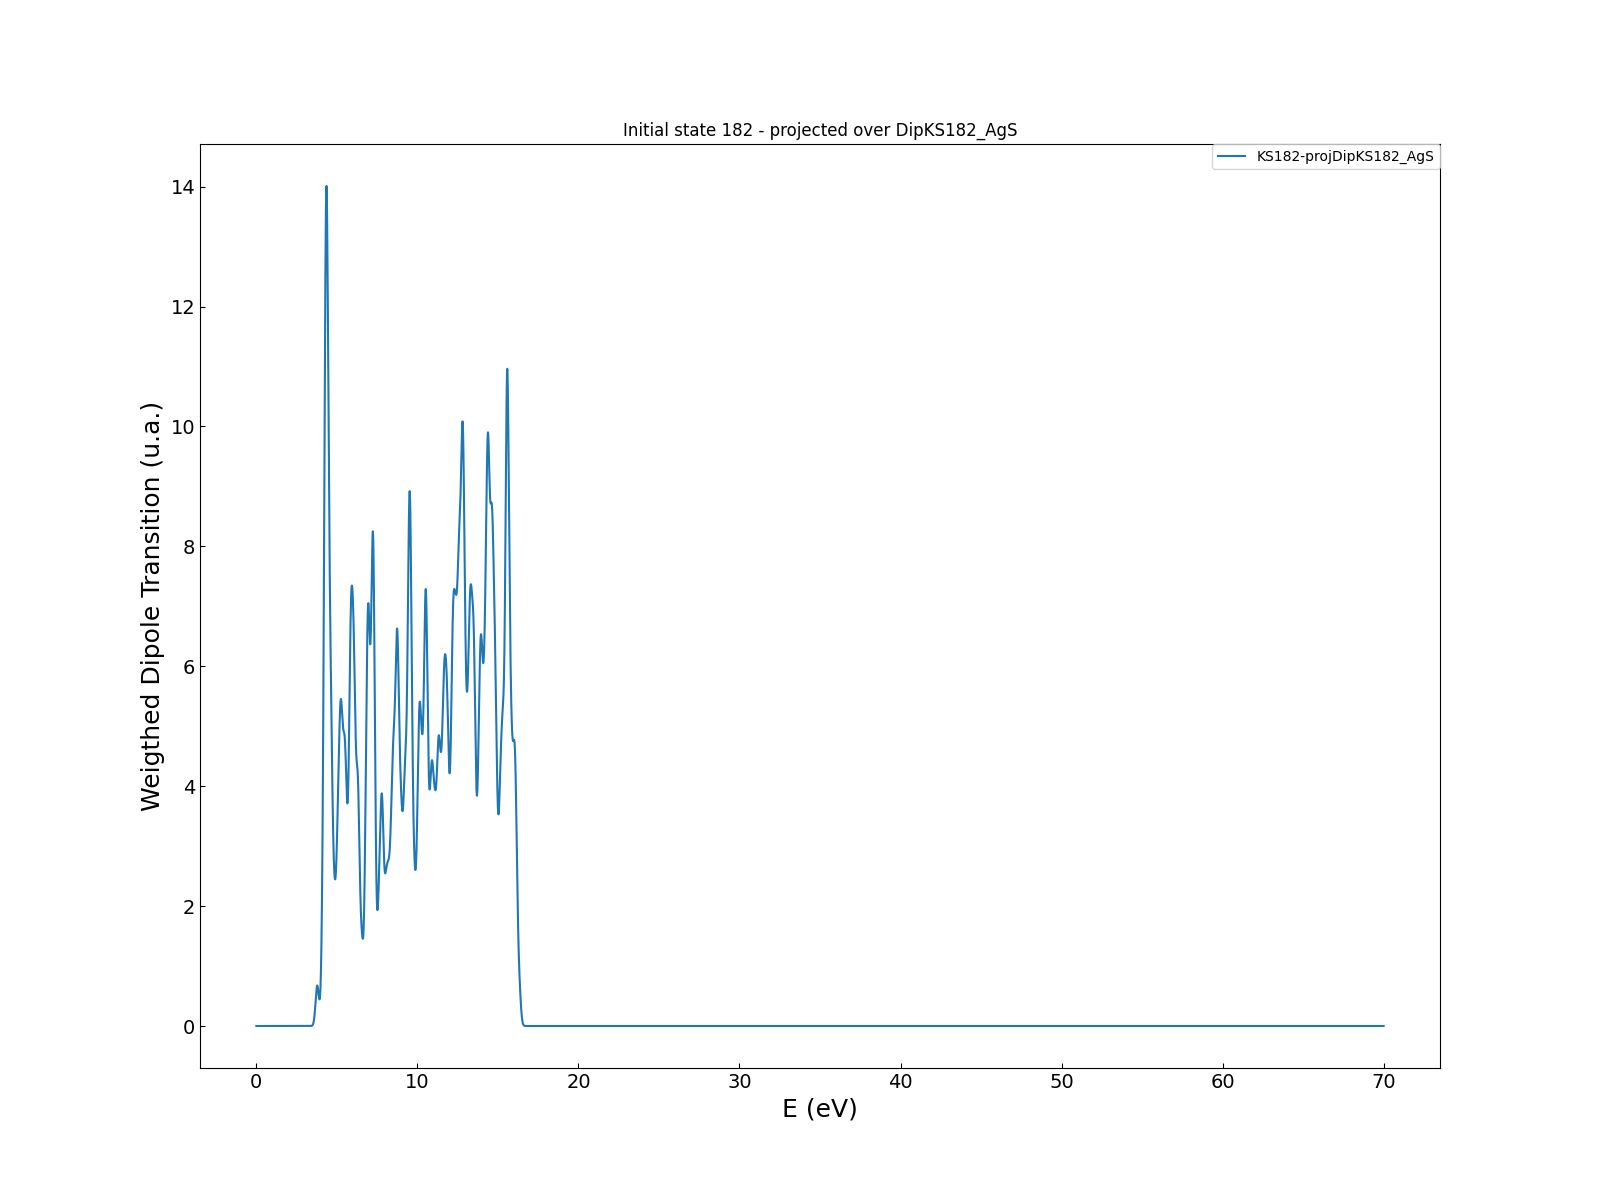 Initial state 182 - projected over DipKS182_AgS
KS182-projDipKS182_AgS
Weigthed Dipole Transition (u.a.)
14
12
10
8
6
4
2
0
0 10 20 30 40 50 60 70
E (eV)